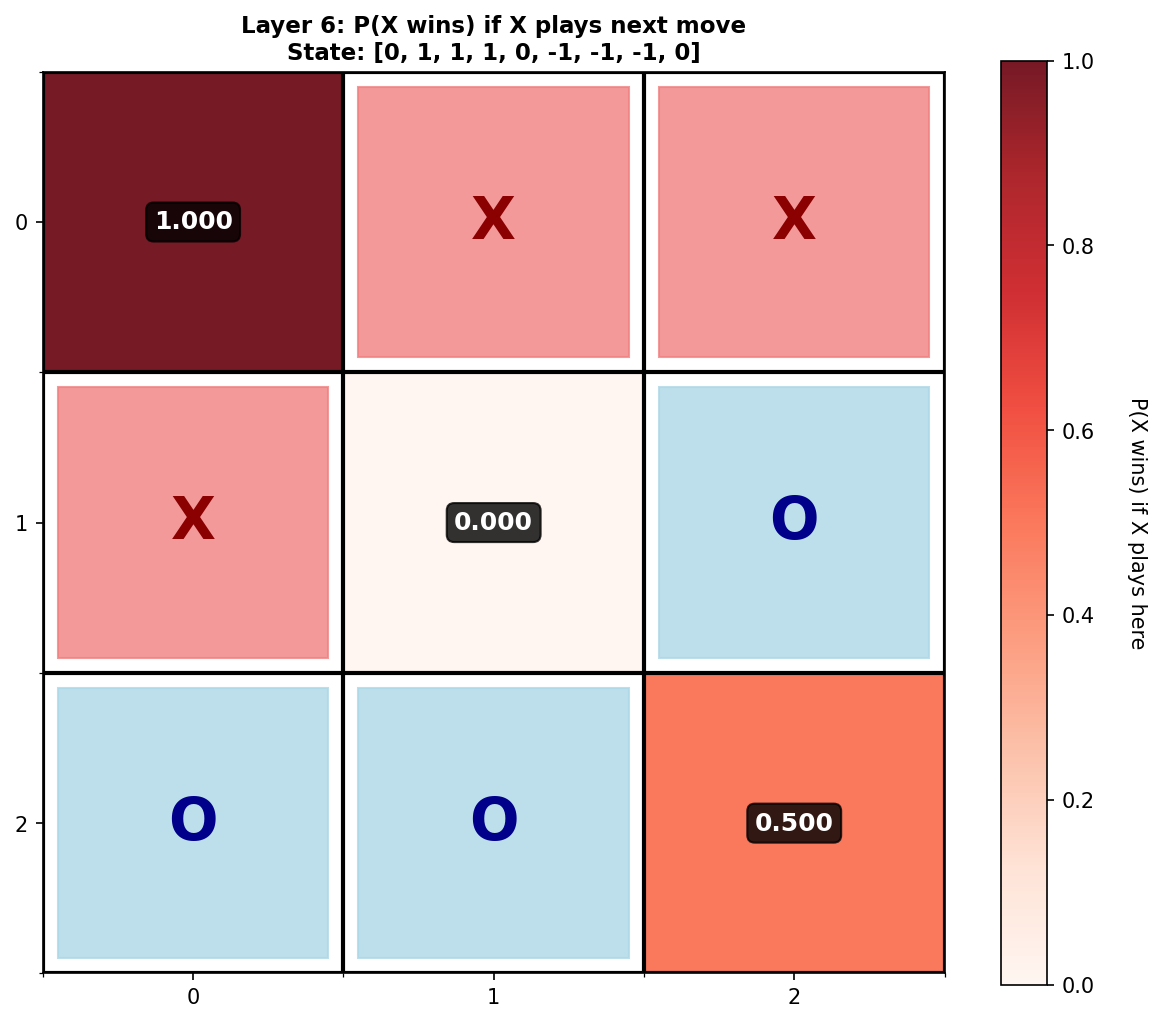 Layer 6: P(X wins) if X plays next move
State: [0, 1, 1, 1, 0, -1, -1, -1, 0]
0
1.000
X
X
1
X
0.000
O
2
O
O
0.500
0
1
2
1.0
0.8
0.6
0.4
0.2
0.0
P(X wins) if X plays here